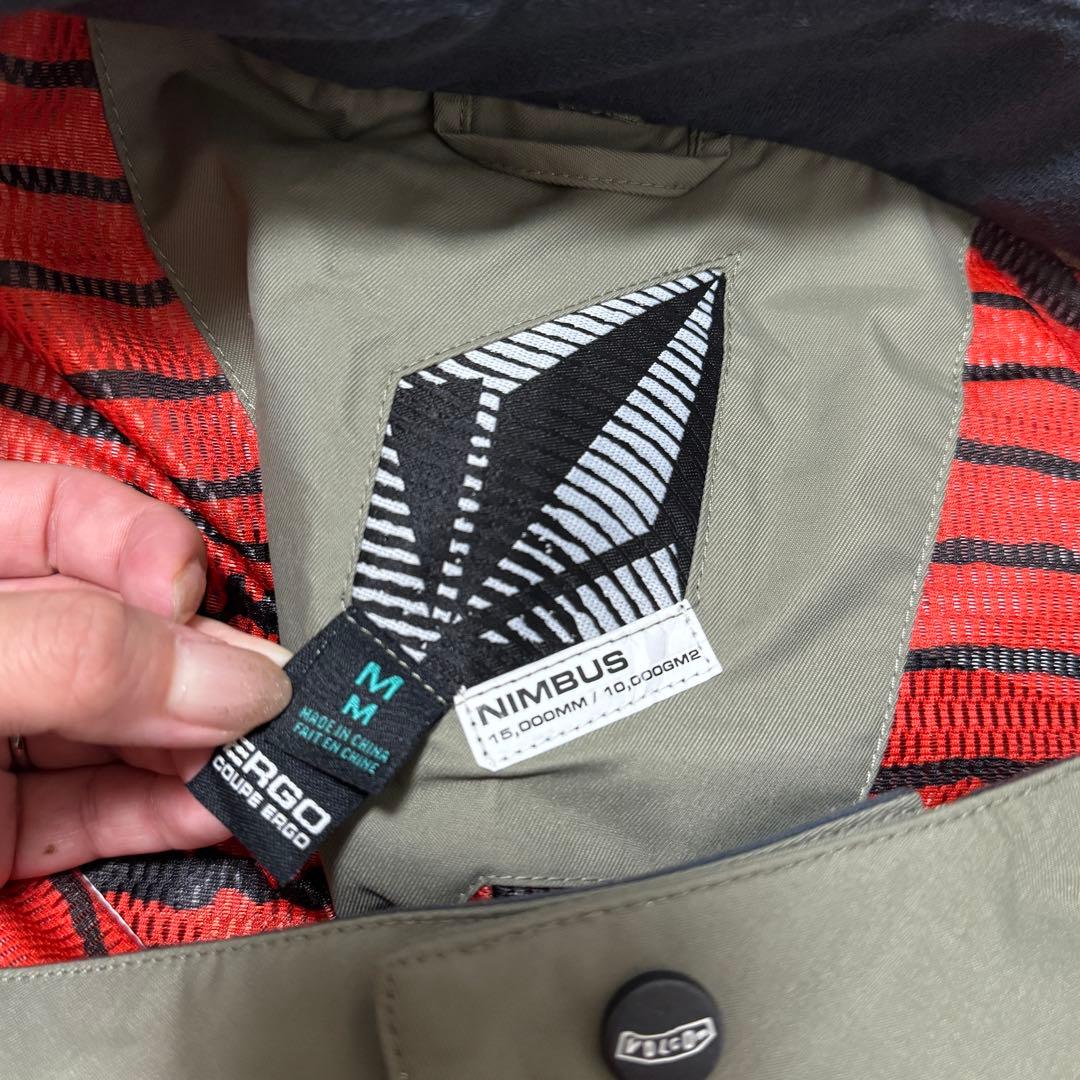 NIMBUS
15,000MM / 10,000GM2
M
M
MADE IN CHINA
FAIT EN CHINE
ERGO
COUPE ERGO
VOLCOM